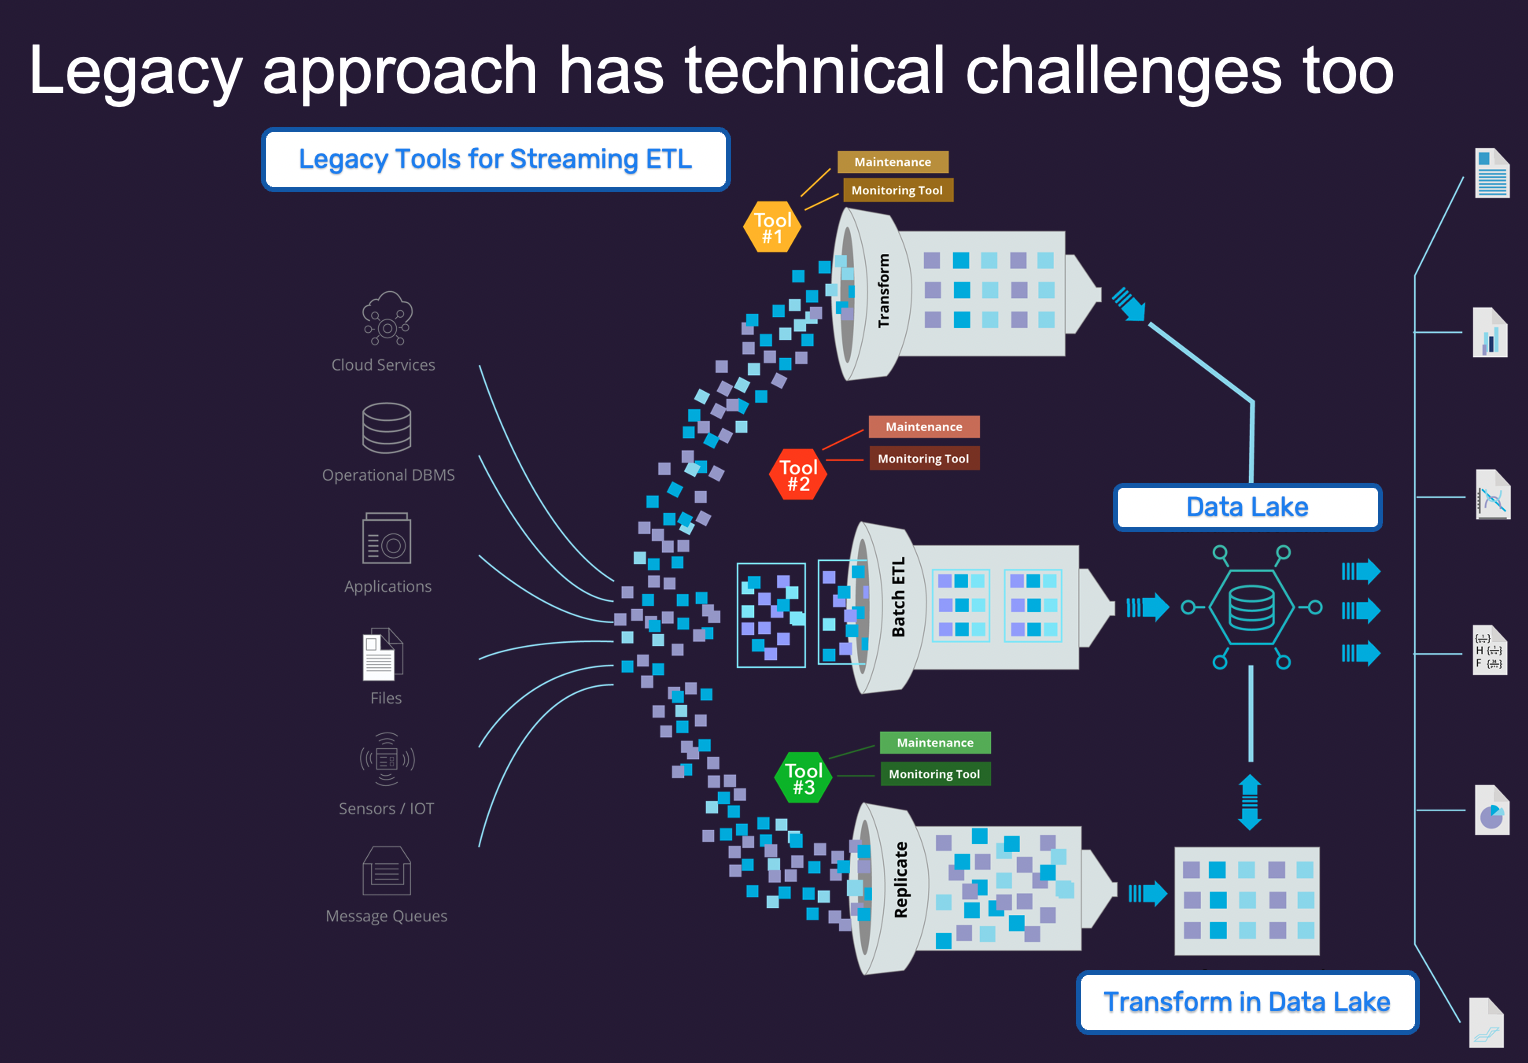 Legacy approach has technical challenges too
Legacy Tools for Streaming ETL
Maintenance
Monitoring Tool
Tool
#1
Transform
Cloud Services
Operational DBMS
Applications
Files
Sensors / IOT
Message Queues
Maintenance
Monitoring Tool
Tool
#2
Batch ETL
Data Lake
Maintenance
Monitoring Tool
Tool
#3
Replicate
Transform in Data Lake